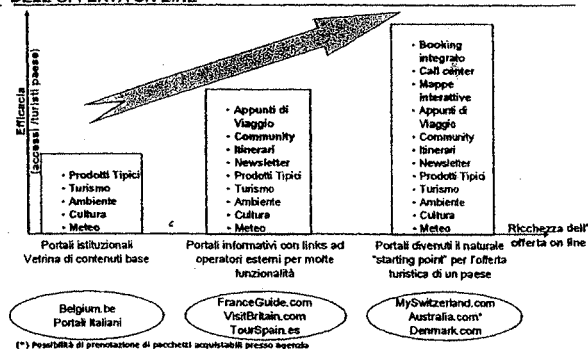 DELL'OFFERTA ON LINE
Efficacia
(accessi /turisti paese)
• Prodotti Tipici
• Turismo
• Ambiente
• Cultura
• Meteo
• Appunti di
Viaggio
• Community
• Itinerari
• Newsletter
• Prodotti Tipici
• Turismo
• Ambiente
• Cultura
• Meteo
• Booking
integrato
• Call center
• Mappe
interattive
• Appunti di
Viaggio
• Community
• Itinerari
• Newsletter
• Prodotti Tipici
• Turismo
• Ambiente
• Cultura
• Meteo
Ricchezza dell'
offerta on line
Portali istituzionali
Vetrina di contenuti base
Portali informativi con links ad
operatori esterni per molte
funzionalità
Portali divenuti il naturale
"starting point" per l'offerta
turistica di un paese
Belgium.be
Portali Italiani
FranceGuide.com
VisitBritain.com
TourSpain.es
MySwitzerland.com
Australia.com*
Denmark.com
(*) Possibilità di prenotazione di pacchetti acquistabili presso agenzia